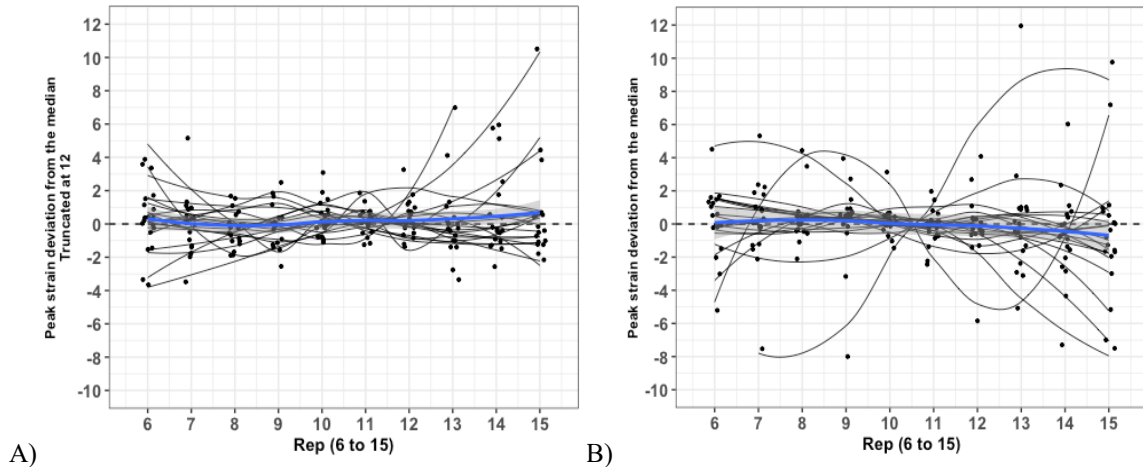 Peak strain deviation from the median
Truncated at 12
12
10
8
6
4
2
0
-2
-4
-6
-8
-10
6 7 8 9 10 11 12 13 14 15
Rep (6 to 15)
A)
Peak strain deviation from the median
12
10
8
6
4
2
0
-2
-4
-6
-8
-10
6 7 8 9 10 11 12 13 14 15
Rep (6 to 15)
B)